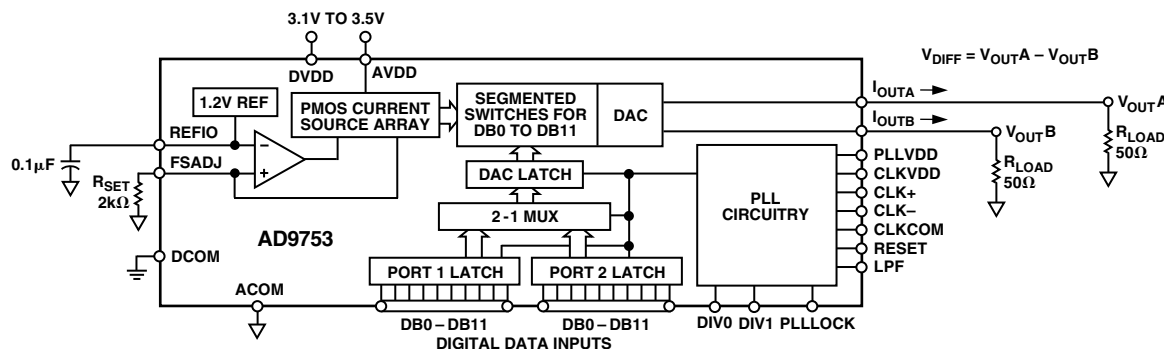 3.1V TO 3.5V
DVDD
AVDD
V_DIFF = V_OUTA – V_OUTB
1.2V REF
PMOS CURRENT
SOURCE ARRAY
SEGMENTED
SWITCHES FOR
DB0 TO DB11
DAC
I_OUTA
V_OUTA
I_OUTB
V_OUTB
R_LOAD
50Ω
R_LOAD
50Ω
REFIO
0.1µF
FSADJ
R_SET
2kΩ
–
+
DAC LATCH
2-1 MUX
PLL
CIRCUITRY
PLLVDD
CLKVDD
CLK+
CLK–
CLKCOM
RESET
LPF
AD9753
DCOM
PORT 1 LATCH
PORT 2 LATCH
ACOM
DB0–DB11
DB0–DB11
DIGITAL DATA INPUTS
DIV0
DIV1
PLLLOCK